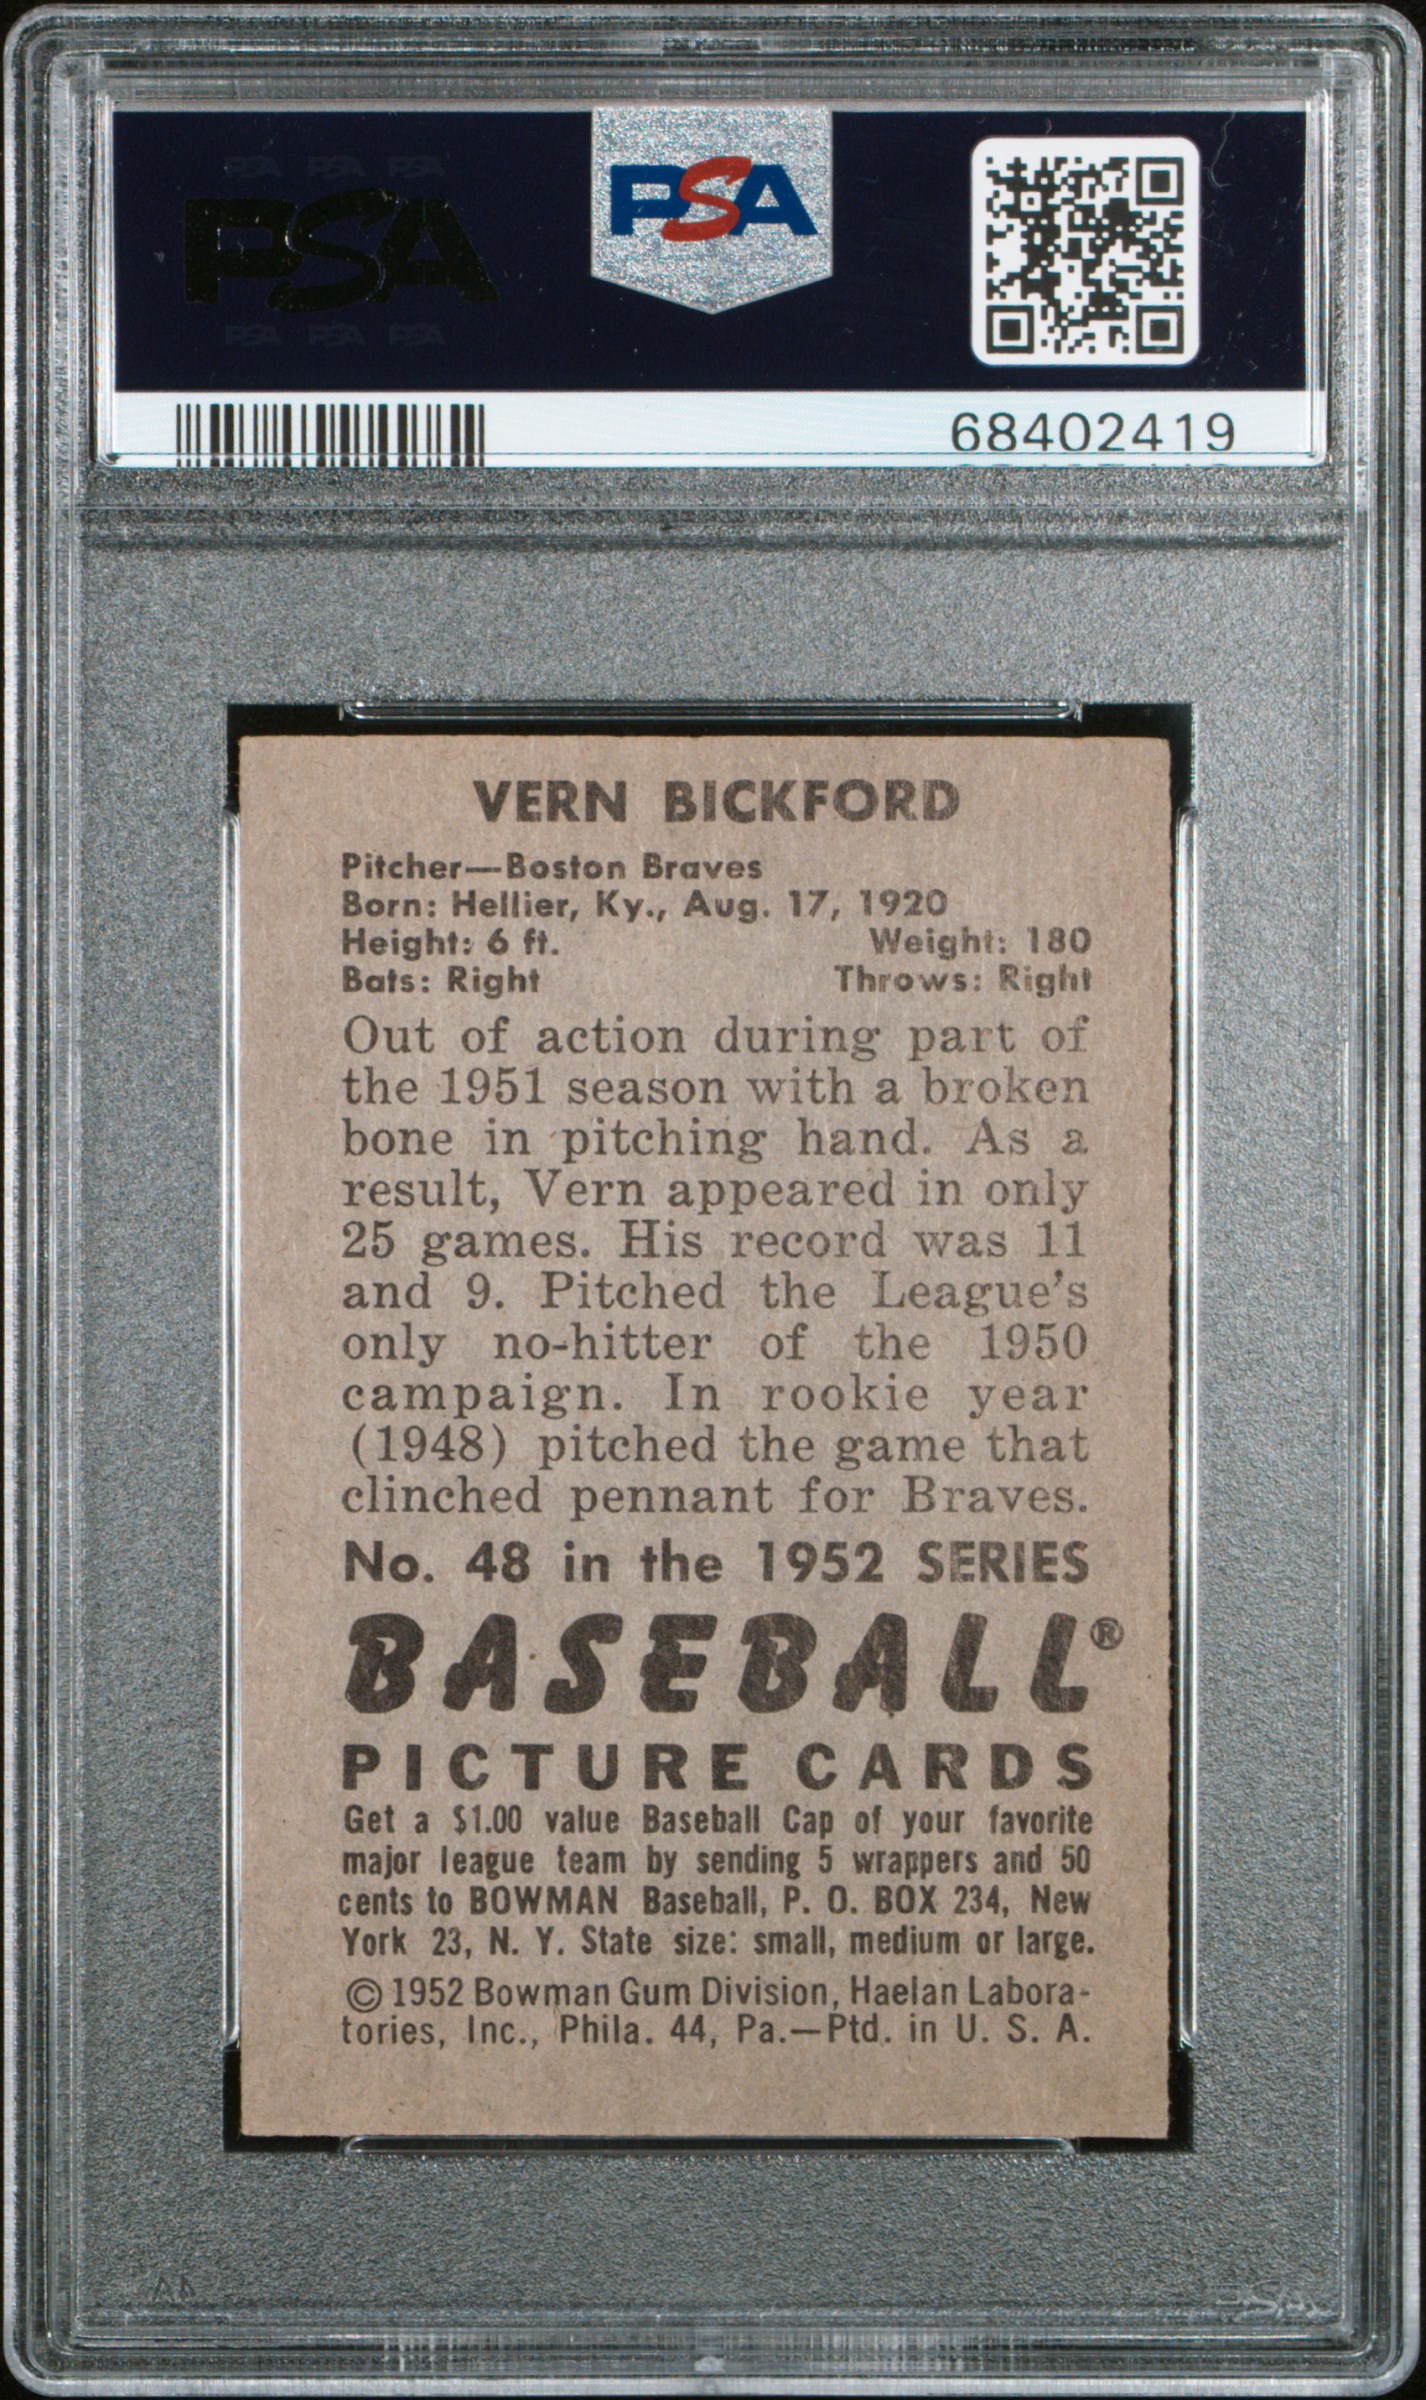 PSA PSA PSA
PSA
PSA PSA PSA
PSA
68402419
VERN BICKFORD
Pitcher—Boston Braves
Born: Hellier, Ky., Aug. 17, 1920
Height: 6 ft. Weight: 180
Bats: Right Throws: Right
Out of action during part of
the 1951 season with a broken
bone in pitching hand. As a
result, Vern appeared in only
25 games. His record was 11
and 9. Pitched the League's
only no-hitter of the 1950
campaign. In rookie year
(1948) pitched the game that
clinched pennant for Braves.
No. 48 in the 1952 SERIES
BASEBALL®
PICTURE CARDS
Get a $1.00 value Baseball Cap of your favorite
major league team by sending 5 wrappers and 50
cents to BOWMAN Baseball, P. O. BOX 234, New
York 23, N. Y. State size: small, medium or large.
© 1952 Bowman Gum Division, Haelan Labora-
tories, Inc., Phila. 44, Pa.—Ptd. in U. S. A.